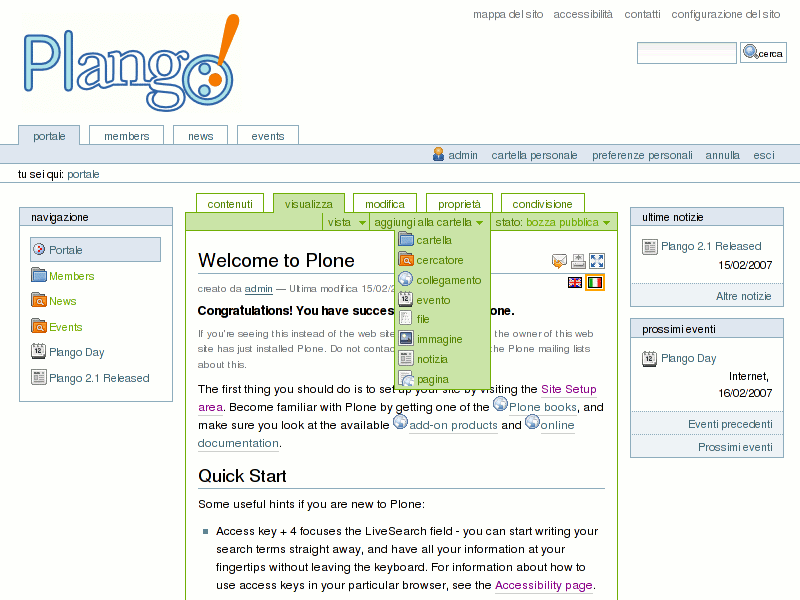 mappa del sito accessibilità contatti configurazione del sito
Plango!
cerca
portale members news events
admin cartella personale preferenze personali annulla esci
tu sei qui: portale
navigazione
Portale
Members
News
Events
Plango Day
Plango 2.1 Released
contenuti visualizza modifica proprietà condivisione
vista aggiungi alla cartella stato: bozza pubblica
cartella
cercatore
collegamento
evento
file
immagine
notizia
pagina
Welcome to Plone
creato da admin — Ultima modifica 15/02/2
Congratulations! You have succes one.
If you're seeing this instead of the web site the owner of this web
site has just installed Plone. Do not contac the Plone mailing lists
about this.
The first thing you should do is to set up your site by visiting the Site Setup
area. Become familiar with Plone by getting one of the Plone books, and
make sure you look at the available add-on products and online
documentation.
Quick Start
Some useful hints if you are new to Plone:
Access key + 4 focuses the LiveSearch field - you can start writing your
search terms straight away, and have all your information at your
fingertips without leaving the keyboard. For information about how to
use access keys in your particular browser, see the Accessibility page.
ultime notizie
Plango 2.1 Released
15/02/2007
Altre notizie
prossimi eventi
Plango Day
Internet,
16/02/2007
Eventi precedenti
Prossimi eventi